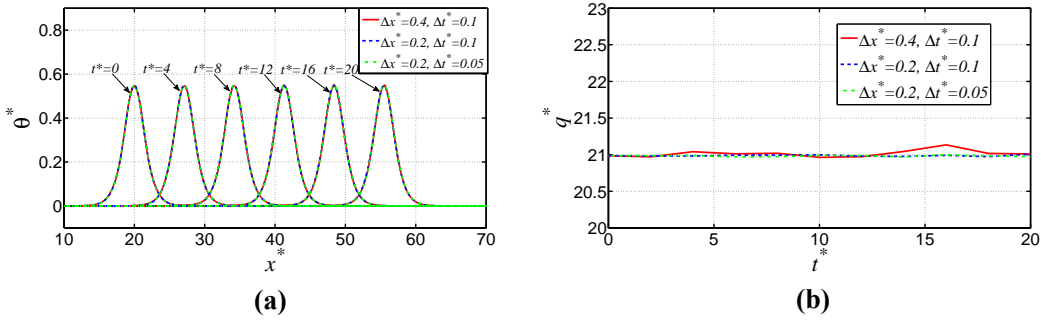 0.8
0.6
0.4
0.2
0
θ*
Δx*=0.4, Δt*=0.1
Δx*=0.2, Δt*=0.1
Δx*=0.2, Δt*=0.05
t*=0 t*=4 t*=8 t*=12 t*=16 t*=20
10 20 30 40 50 60 70
x*
(a)
23
22.5
22
21.5
21
20.5
20
q*
Δx*=0.4, Δt*=0.1
Δx*=0.2, Δt*=0.1
Δx*=0.2, Δt*=0.05
0 5 10 15 20
t*
(b)